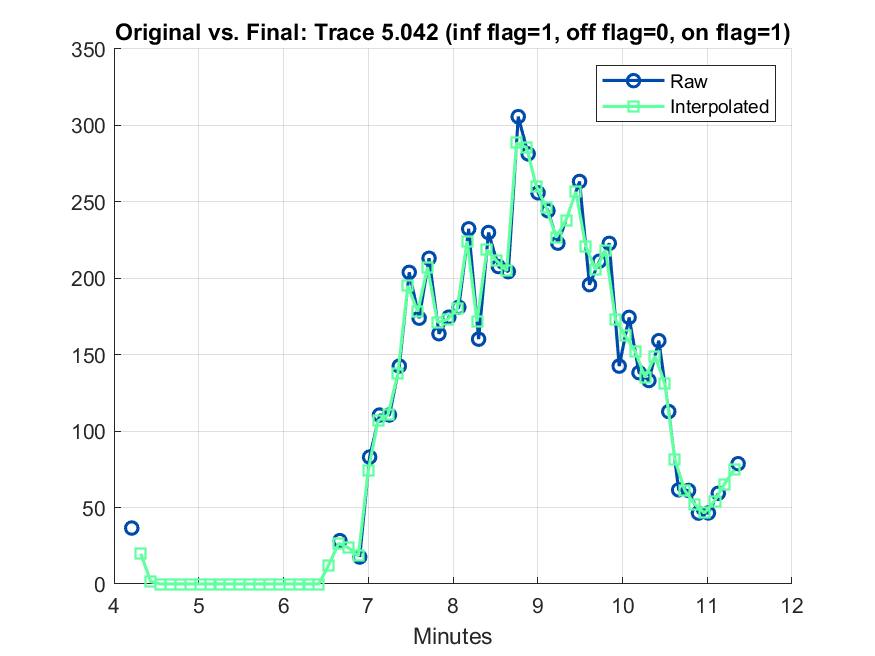 Original vs. Final: Trace 5.042 (inf flag=1, off flag=0, on flag=1)
350
300
250
200
150
100
50
0
Raw
Interpolated
4 5 6 7 8 9 10 11 12
Minutes